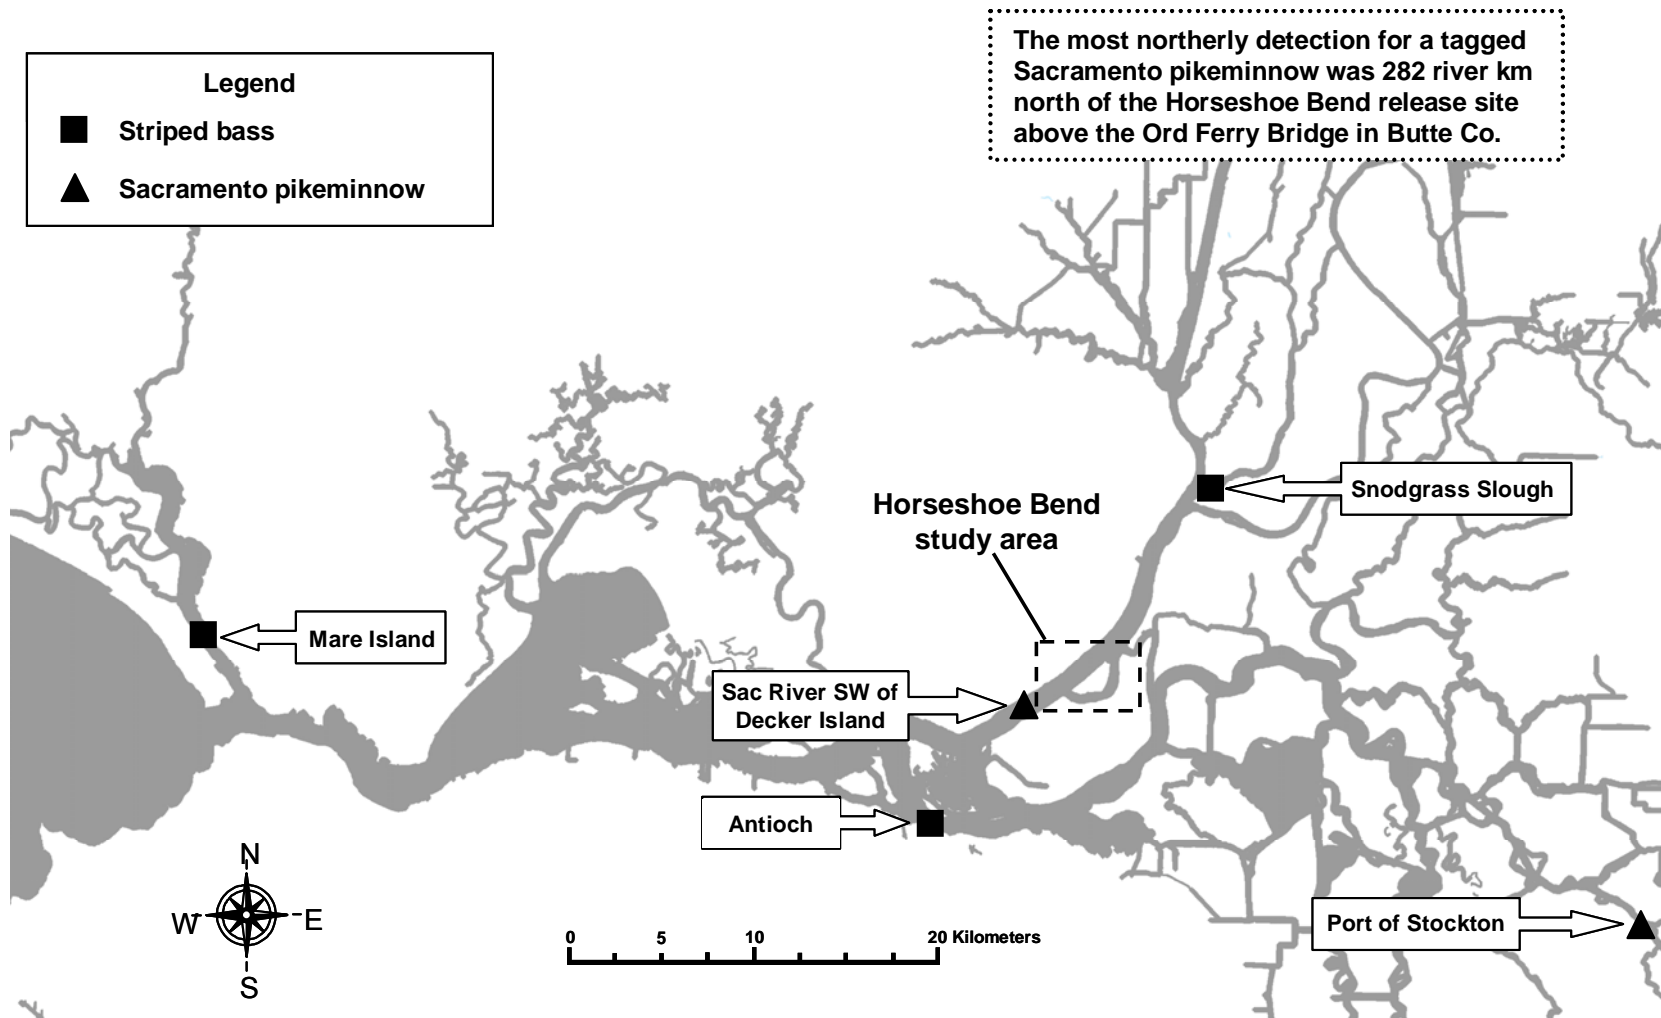 The most northerly detection for a tagged
Sacramento pikeminnow was 282 river km
north of the Horseshoe Bend release site
above the Ord Ferry Bridge in Butte Co.
Legend
Striped bass
Sacramento pikeminnow
Snodgrass Slough
Horseshoe Bend
study area
Mare Island
Sac River SW of
Decker Island
Antioch
Port of Stockton
N
W E
S
0 5 10 20 Kilometers